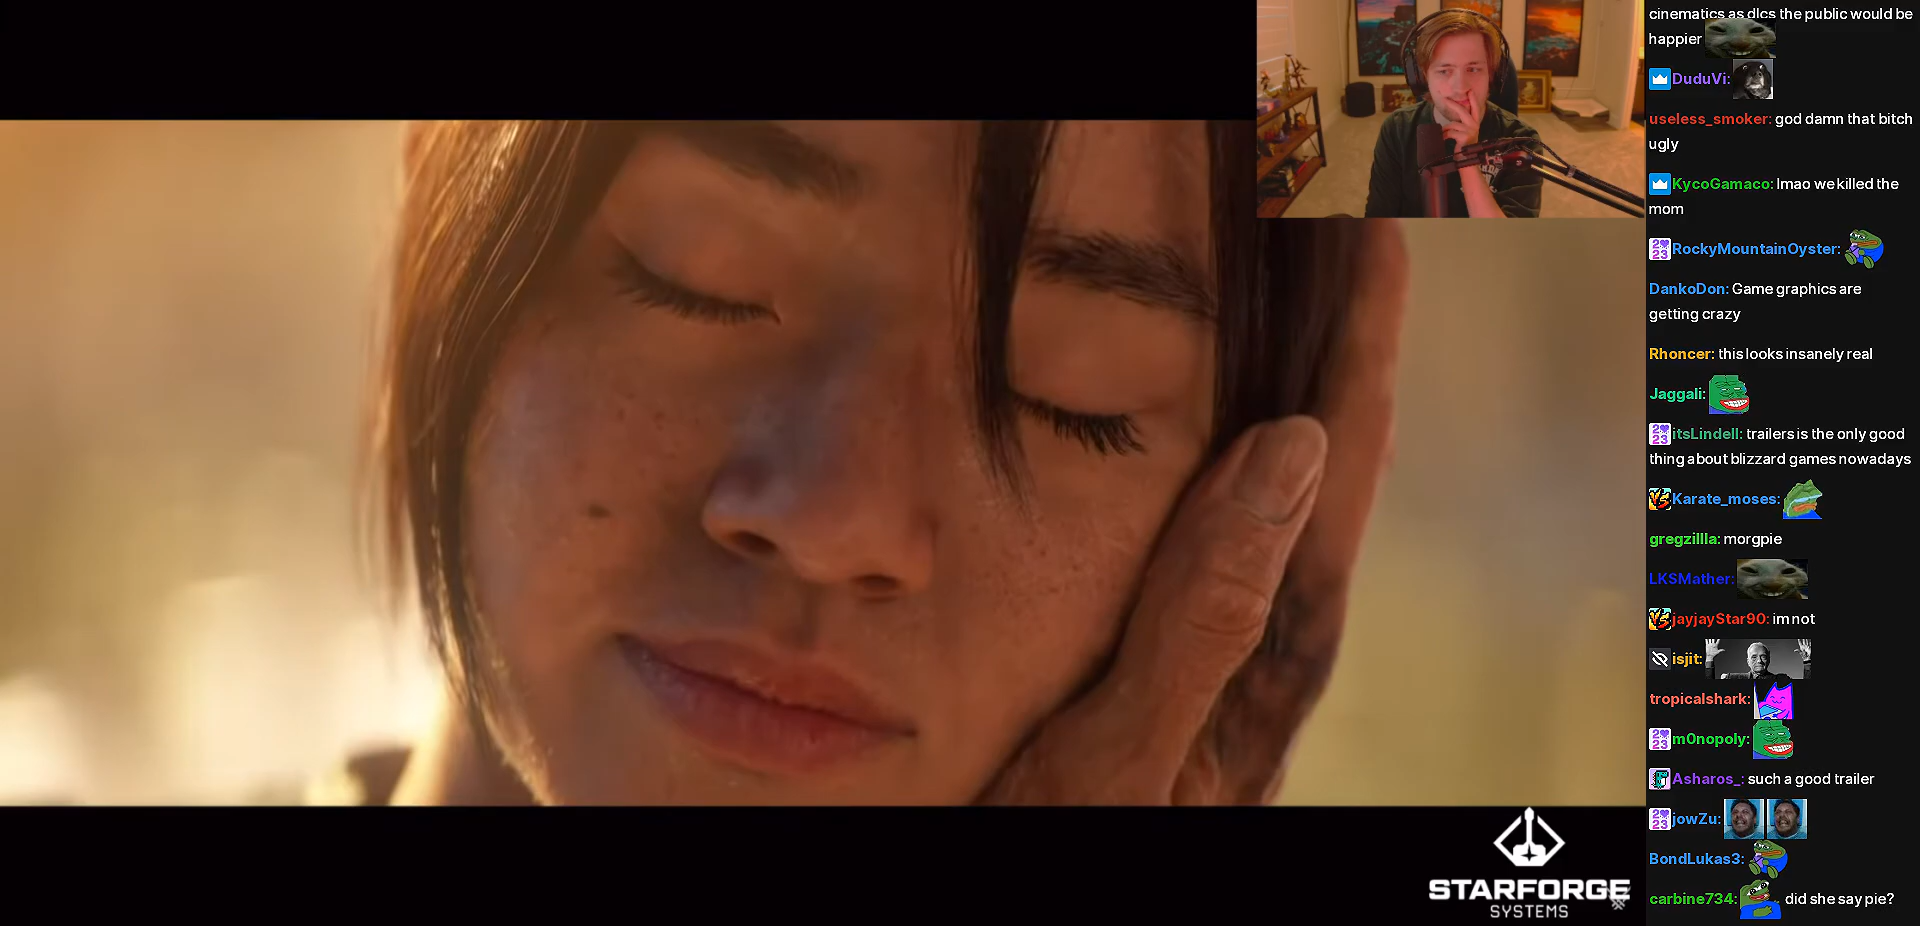 cinematics as dlcs the public would be
happier
DuduVi:
useless_smoker: god damn that bitch
ugly
KycoGamaco: lmao we killed the
mom
RockyMountainOyster:
DankoDon: Game graphics are
getting crazy
Rhoncer: this looks insanely real
Jaggali:
itsLindell: trailers is the only good
thing about blizzard games nowadays
Karate_moses:
gregzillla: morgpie
LKSMather:
jayjayStar90: im not
isjit:
tropicalshark:
m0nopoly:
Asharos_: such a good trailer
jowZu:
BondLukas3:
carbine734: did she say pie?
STARFORGE
SYSTEMS